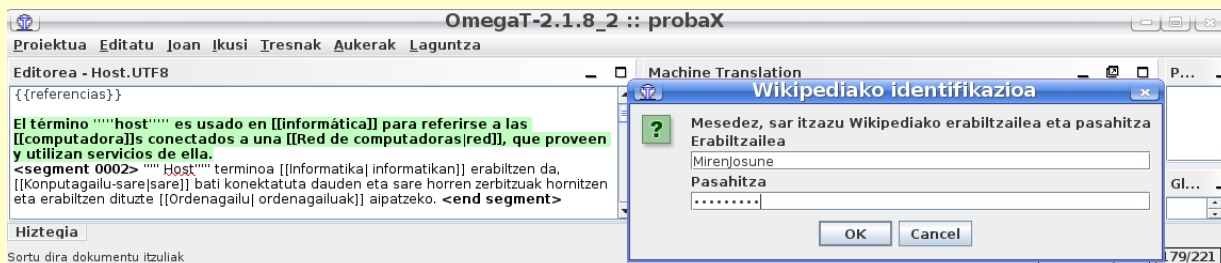 OmegaT-2.1.8_2 :: probaX
Proiektua Editatu Joan Ikusi Tresnak Aukerak Laguntza
Editorea - Host.UTF8
{{referencias}}
El término '''''host''''' es usado en [[informática]] para referirse a las
[[computadora]]s conectados a una [[Red de computadoras|red]], que proveen
y utilizan servicios de ella.
<segment 0002> ''''' Host''''' terminoa [[Informatika| informatikan]] erabiltzen da,
[[Konputagailu-sare|sare]] bati konektatuta dauden eta sare horren zerbitzuak hornitzen
eta erabiltzen dituzte [[Ordenagailu| ordenagailuak]] aipatzeko. <end segment>
Hiztegia
Sortu dira dokumentu itzuliak
Machine Translation
P...
Wikipediako identifikazioa
Mesedez, sar itzazu Wikipediako erabiltzailea eta pasahitza
Erabiltzailea
MirenJosune
Pasahitza
•••••••••
OK Cancel
Gl...
179/221